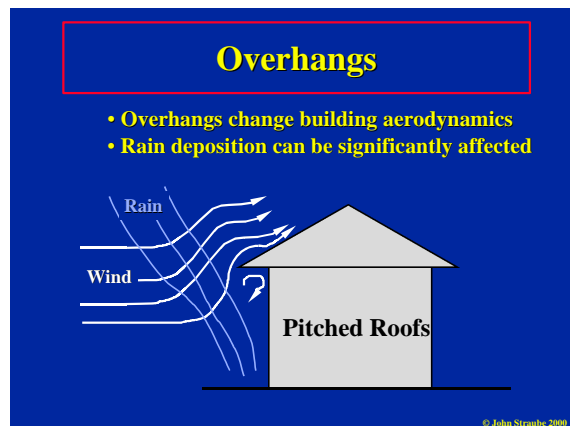 Overhangs
• Overhangs change building aerodynamics
• Rain deposition can be significantly affected
Rain
Wind
Pitched Roofs
© John Straube 2000